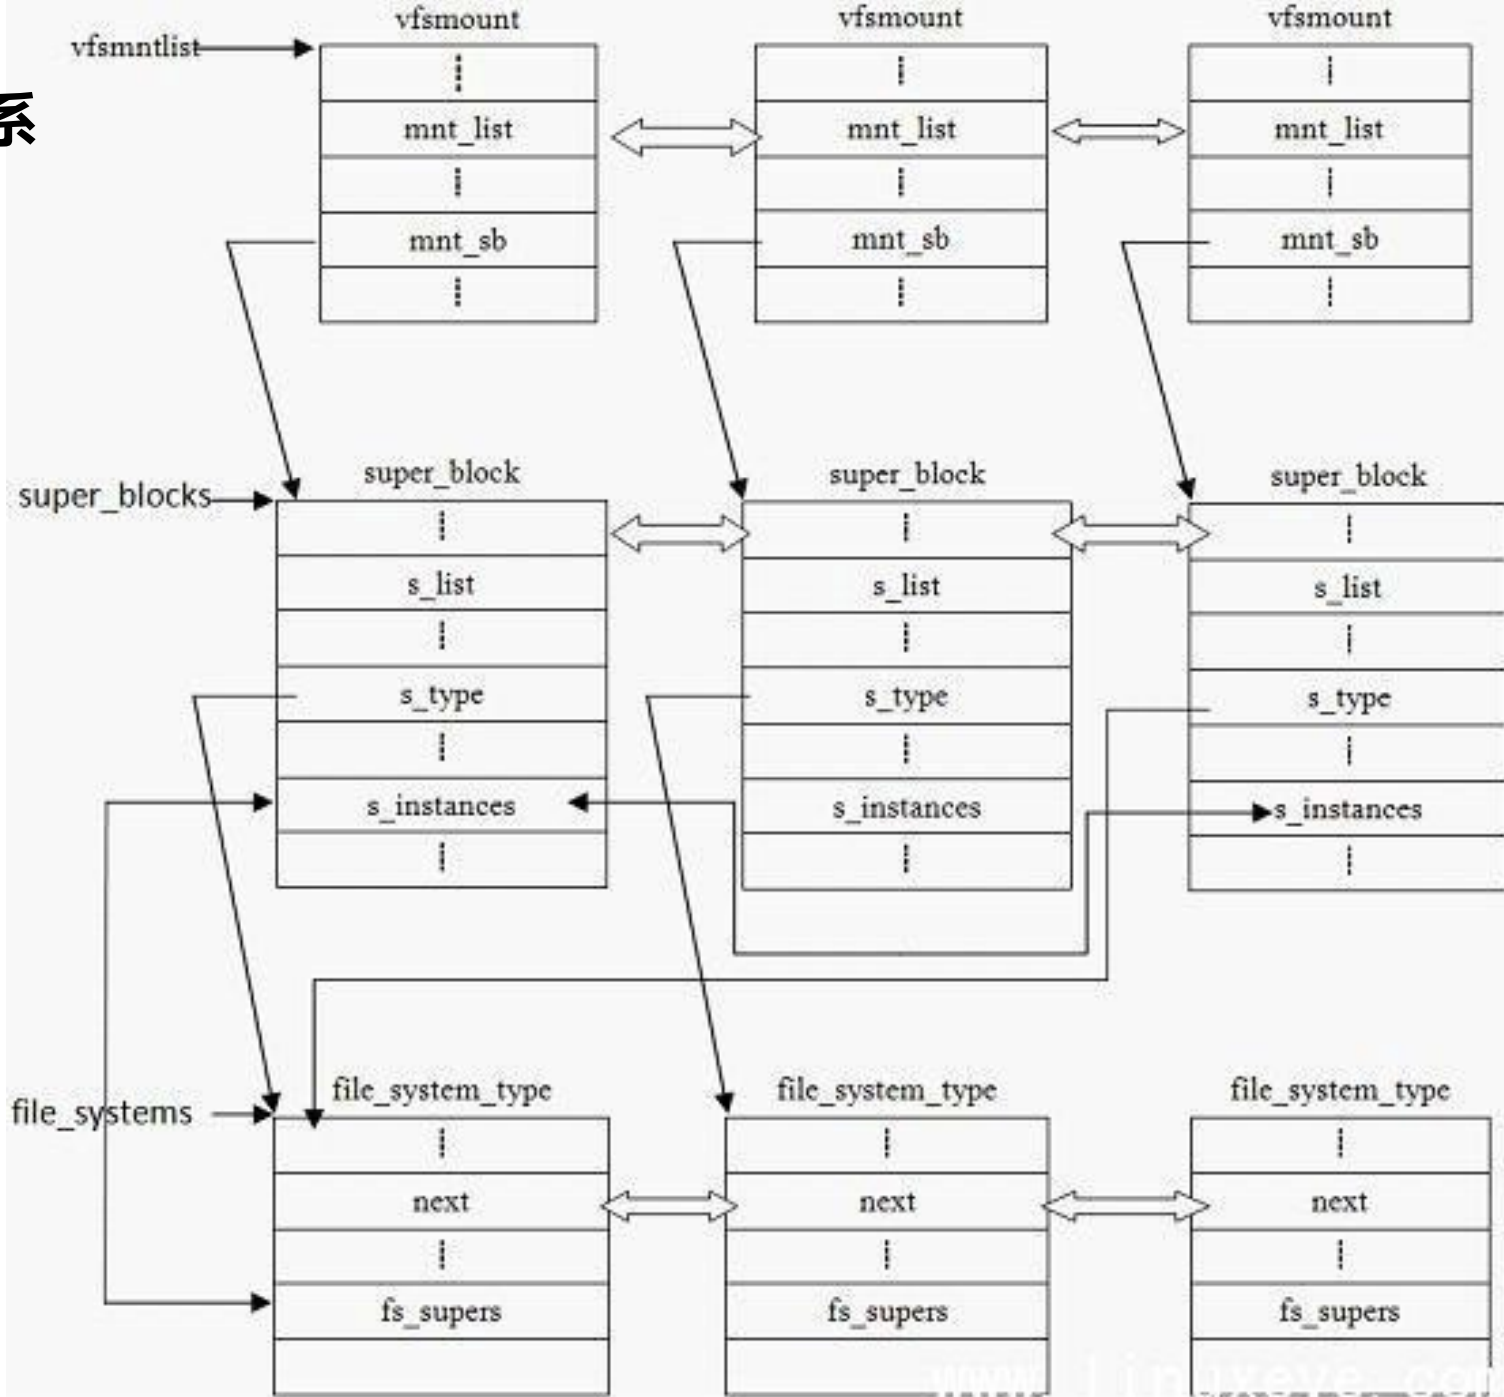 vfsmount vfsmount vfsmount
vfsmntlist
系
mnt_list mnt_list mnt_list
mnt_sb mnt_sb mnt_sb
super_block super_block super_block
super_blocks
s_list s_list s_list
s_type s_type s_type
s_instances s_instances s_instances
file_system_type file_system_type file_system_type
file_systems
next next next
fs_supers fs_supers fs_supers